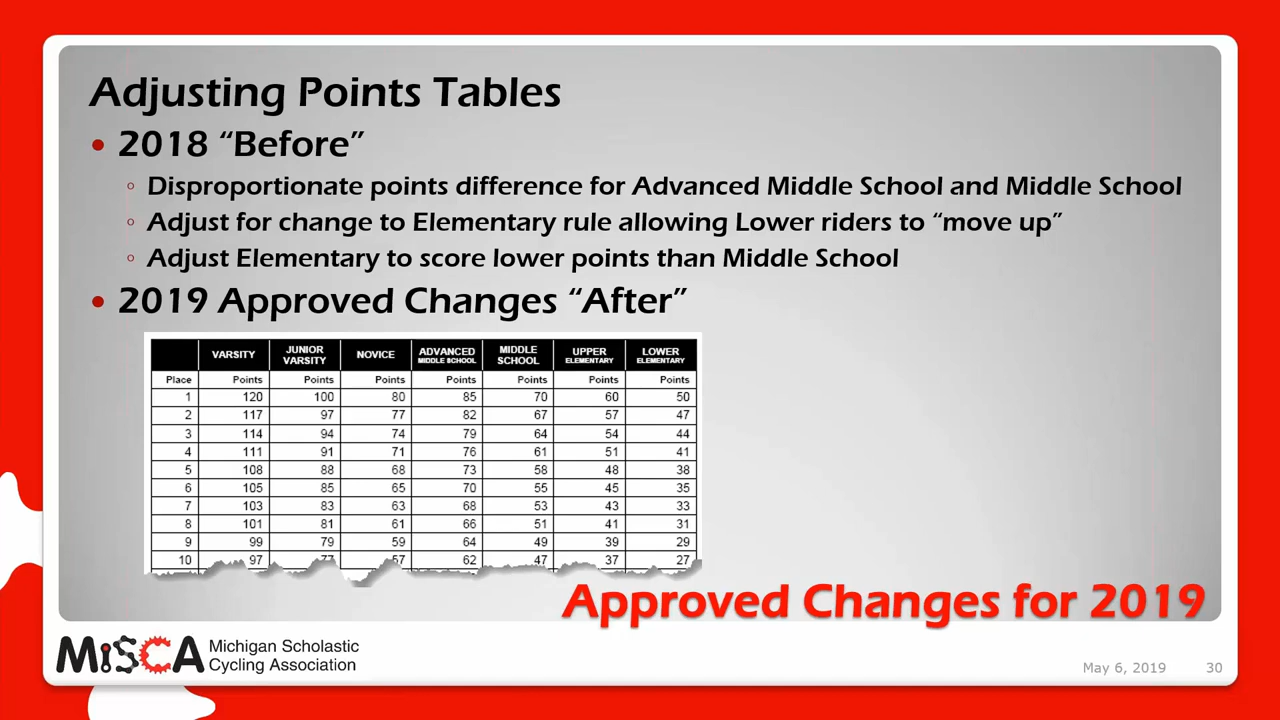 Adjusting Points Tables
• 2018 “Before”
◦ Disproportionate points difference for Advanced Middle School and Middle School
◦ Adjust for change to Elementary rule allowing Lower riders to “move up”
◦ Adjust Elementary to score lower points than Middle School
• 2019 Approved Changes “After”
VARSITY JUNIOR VARSITY NOVICE ADVANCED MIDDLE SCHOOL MIDDLE SCHOOL UPPER ELEMENTARY LOWER ELEMENTARY
Place Points Points Points Points Points Points Points
1 120 100 80 85 70 60 50
2 117 97 77 82 67 57 47
3 114 94 74 79 64 54 44
4 111 91 71 76 61 51 41
5 108 88 68 73 58 48 38
6 105 85 65 70 55 45 35
7 103 83 63 68 53 43 33
8 101 81 61 66 51 41 31
9 99 79 59 64 49 39 29
10 97 77 57 62 47 37 27
Approved Changes for 2019
MiSCA Michigan Scholastic
Cycling Association
May 6, 2019 30